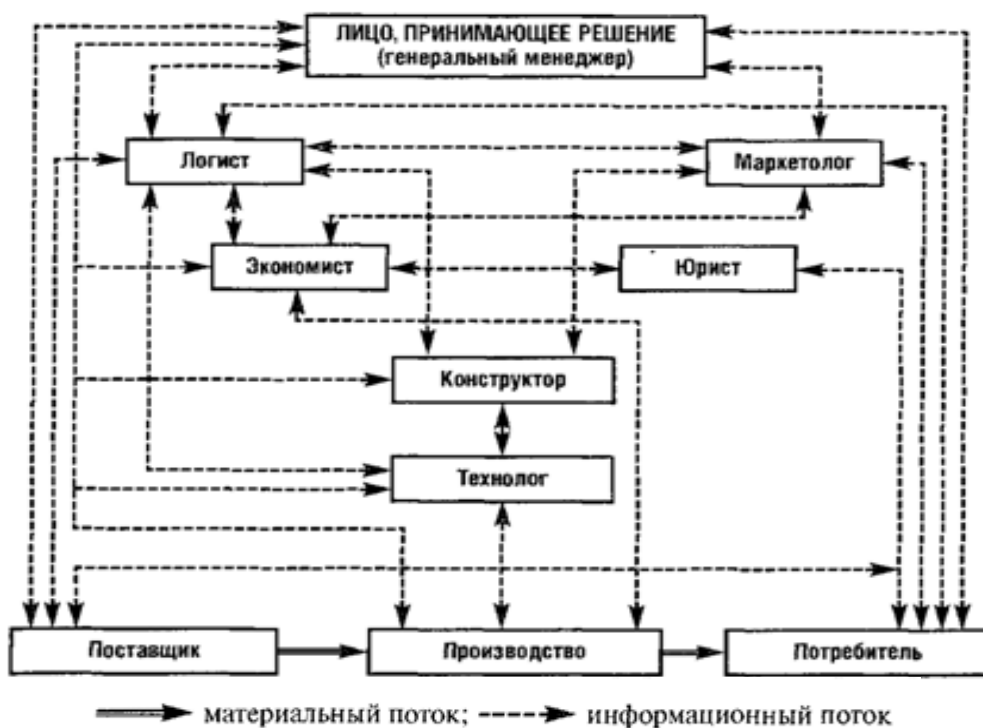 ЛИЦО, ПРИНИМАЮЩЕЕ РЕШЕНИЕ
(генеральный менеджер)
Логист
Маркетолог
Экономист
Юрист
Конструктор
Технолог
Поставщик
Производство
Потребитель
материальный поток;
информационный поток